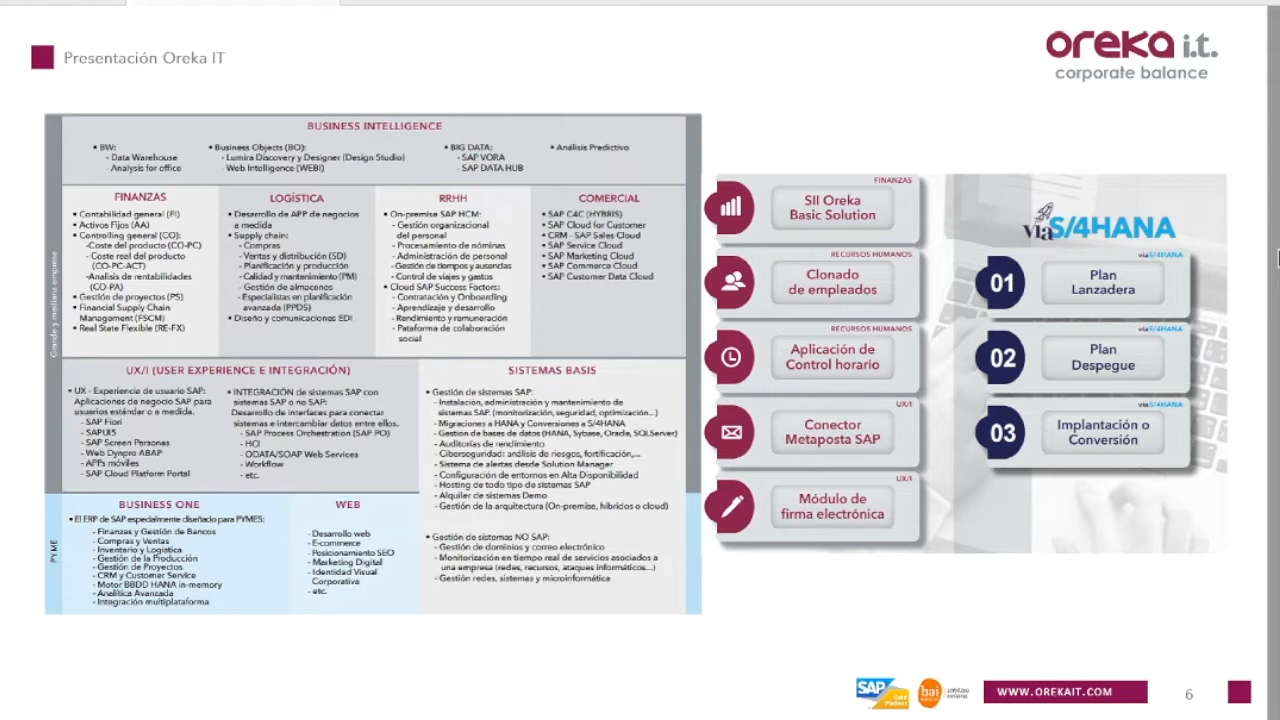 Presentación Oreka IT
oreka i.t.
corporate balance
BUSINESS INTELLIGENCE
• BW:
- Data Warehouse
- Analysis for office
• Business Objects (BO):
- Lumira Discovery y Designer (Design Studio)
- Web Intelligence (WEBI)
• BIG DATA:
- SAP VORA
- SAP DATA HUB
• Análisis Predictivo
Grande y mediana empresa
FINANZAS
• Contabilidad general (FI)
• Activos Fijos (AA)
• Controlling general (CO):
-Coste del producto (CO-PC)
- Coste real del producto
(CO-PC-ACT)
-Analisis de rentabilidades
(CO-PA)
• Gestión de proyectos (PS)
• Financial Supply Chain
Management (FSCM)
• Real State Flexible (RE-FX)
LOGÍSTICA
• Desarrollo de APP de negocios
a medida
• Supply chain:
- Compras
- Ventas y distribución (SD)
- Planificación y producción
- Calidad y mantenimiento (PM)
- Gestión de almacenes
- Especialistas en planificación
avanzada (PPDS)
• Diseño y comunicaciones EDI
RRHH
• On-premise SAP HCM:
- Gestión organizacional
del personal
- Procesamiento de nóminas
- Administración de personal
- Gestión de tiempos y ausencias
- Control de viajes y gastos
• Cloud SAP Success Factors:
- Contratación y Onboarding
- Aprendizaje y desarrollo
- Rendimiento y remuneración
- Pataforma de colaboración
social
COMERCIAL
• SAP C4C (HYBRIS)
• SAP Cloud for Customer
• CRM - SAP Sales Cloud
• SAP Service Cloud
• SAP Marketing Cloud
• SAP Commerce Cloud
• SAP Customer Data Cloud
UX/I (USER EXPERIENCE E INTEGRACIÓN)
• UX - Experiencia de usuario SAP:
Aplicaciones de negocio SAP para
usuarios estándar o a medida.
- SAP Fiori
- SAPUI5
- SAP Screen Personas
- Web Dynpro ABAP
- APPs móviles
- SAP Cloud Platform Portal
• INTEGRACIÓN de sistemas SAP con
sistemas SAP o no SAP:
Desarrollo de interfaces para conectar
sistemas e intercambiar datos entre ellos.
- SAP Process Orchestration (SAP PO)
- HCI
- ODATA/SOAP Web Services
- Workflow
- etc.
SISTEMAS BASIS
• Gestión de sistemas SAP:
- Instalación, administración y mantenimiento de
sistemas SAP. (monitorización, seguridad, optimización...)
- Migraciones a HANA y Conversiones a S/4HANA
- Gestion de bases de datos (HANA, Sybase, Oracle, SQLServer)
- Auditorías de rendimiento
- Ciberseguridad: análisis de riesgos, fortificación,...
- Sistema de alertas desde Solution Manager
- Configuración de entornos en Alta Disponibilidad
- Hosting de todo tipo de sistemas SAP
- Alquiler de sistemas Demo
- Gestión de la arquitectura (On-premise, híbridos o cloud)
• Gestión de sistemas NO SAP:
- Gestión de dominios y correo electrónico
- Monitorización en tiempo real de servicios asociados a
una empresa (redes, recursos, ataques informáticos...)
- Gestión redes, sistemas y microinformática
PYME
BUSINESS ONE
• El ERP de SAP especialmente diseñado para PYMES:
- Finanzas y Gestión de Bancos
- Compras y Ventas
- Inventario y Logística
- Gestión de la Producción
- Gestión de Proyectos
- CRM y Customer Service
- Motor BBDD HANA in-memory
- Analítica Avanzada
- Integración multiplataforma
WEB
- Desarrollo web
- E-commerce
- Posicionamiento SEO
- Marketing Digital
- Identidad Visual
Corporativa
- etc.
FINANZAS
SII Oreka
Basic Solution
RECURSOS HUMANOS
Clonado
de empleados
RECURSOS HUMANOS
Aplicación de
Control horario
UX/I
Conector
Metaposta SAP
UX/I
Módulo de
firma electrónica
viaS/4HANA
viaS/4HANA
01
Plan
Lanzadera
viaS/4HANA
02
Plan
Despegue
viaS/4HANA
03
Implantación o
Conversión
SAP
bai
WWW.OREKAIT.COM
6